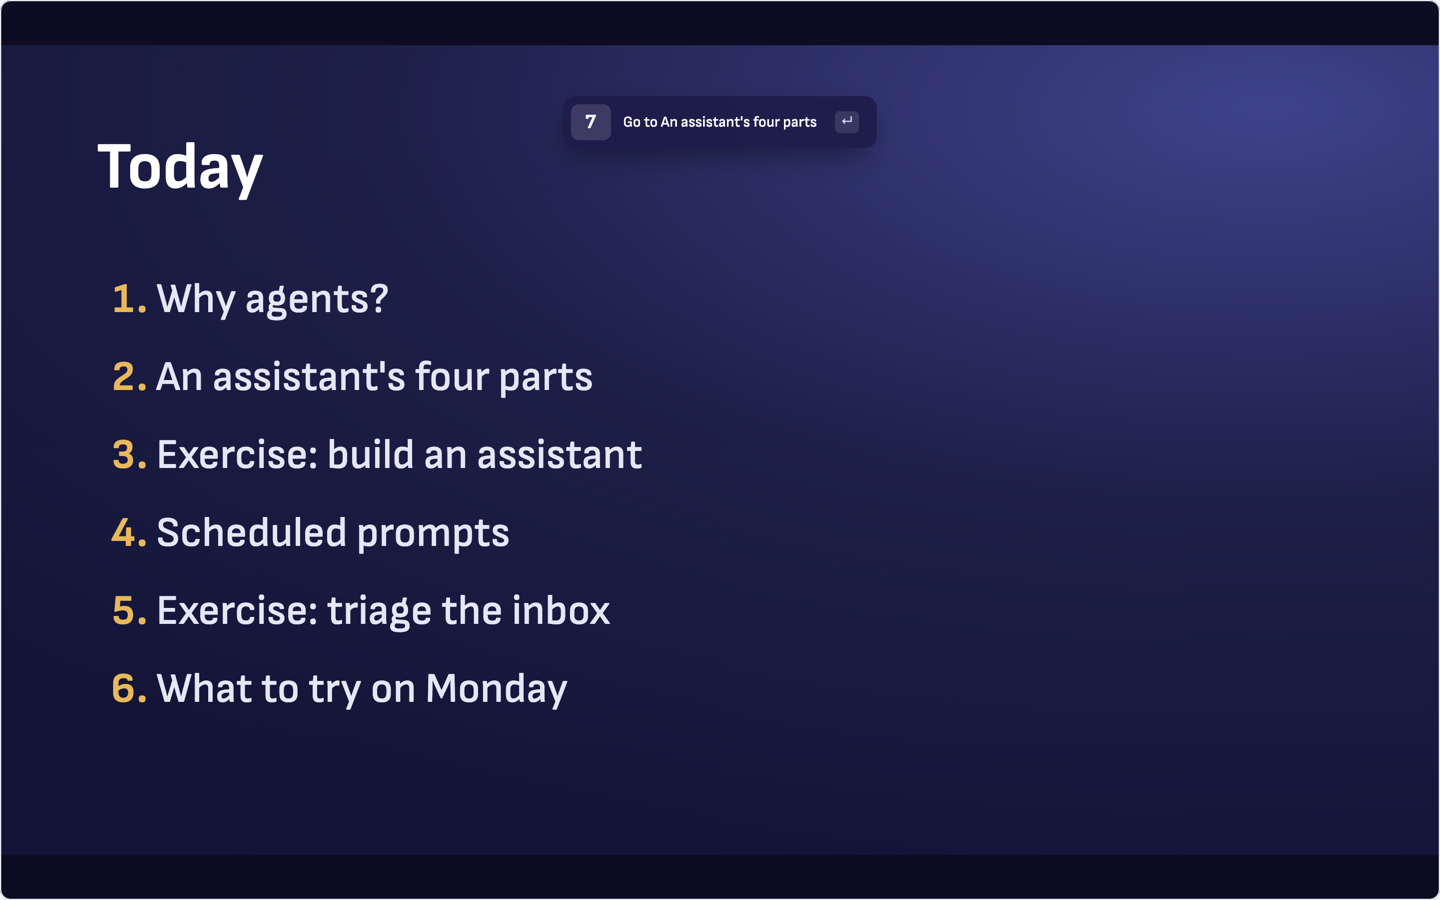 7 Go to An assistant's four parts ↵
Today
1. Why agents?
2. An assistant's four parts
3. Exercise: build an assistant
4. Scheduled prompts
5. Exercise: triage the inbox
6. What to try on Monday